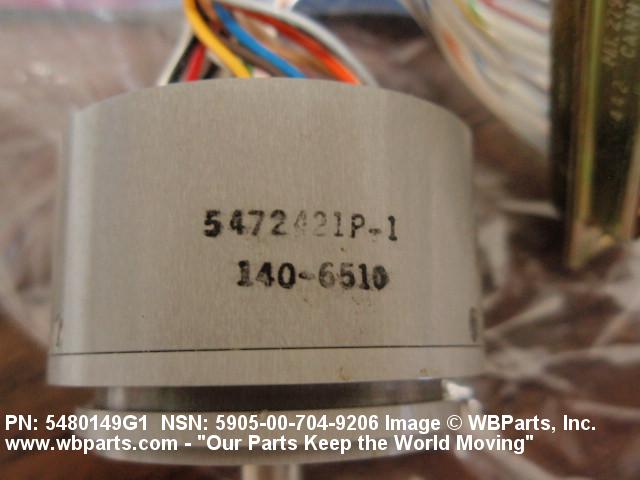 5472421P-1
140-6510
PN: 5480149G1 NSN: 5905-00-704-9206 Image © WBParts, Inc.
www.wbparts.com - "Our Parts Keep the World Moving"